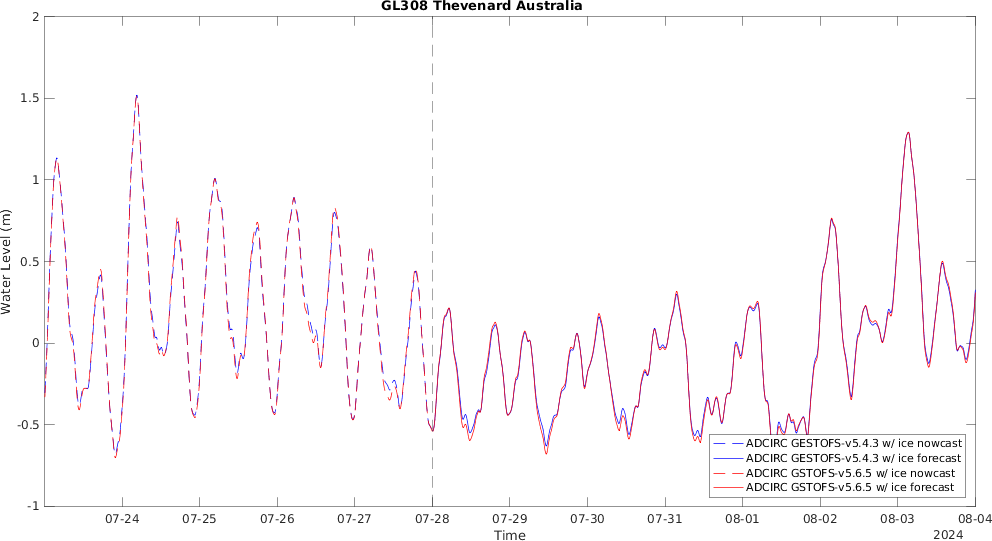 GL308 Thevenard Australia
2
1.5
1
0.5
0
-0.5
-1
Water Level (m)
ADCIRC GESTOFS-v5.4.3 w/ ice nowcast
ADCIRC GESTOFS-v5.4.3 w/ ice forecast
ADCIRC GSTOFS-v5.6.5 w/ ice nowcast
ADCIRC GSTOFS-v5.6.5 w/ ice forecast
07-24 07-25 07-26 07-27 07-28 07-29 07-30 07-31 08-01 08-02 08-03 08-04
Time
2024